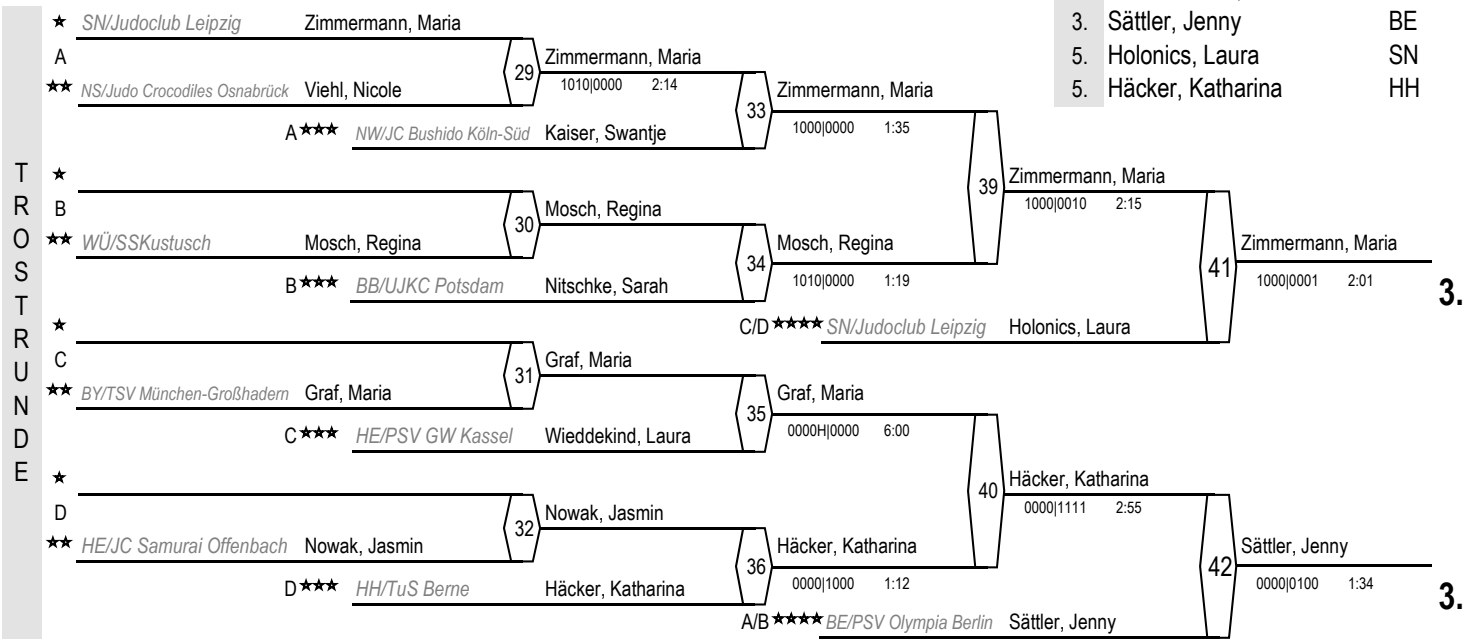 ★ SN/Judoclub Leipzig Zimmermann, Maria
3. Sättler, Jenny BE
A
29 Zimmermann, Maria
5. Holonics, Laura SN
★★ NS/Judo Crocodiles Osnabrück Viehl, Nicole
1010|0000 2:14
33 Zimmermann, Maria
5. Häcker, Katharina HH
A ★★★ NW/JC Bushido Köln-Süd Kaiser, Swantje
1000|0000 1:35
TROSTRUNDE
★
39 Zimmermann, Maria
B
30 Mosch, Regina
1000|0010 2:15
★★ WÜ/SSKustusch Mosch, Regina
34 Mosch, Regina
41 Zimmermann, Maria
B ★★★ BB/UJKC Potsdam Nitschke, Sarah
1010|0000 1:19
1000|0001 2:01
3.
★
C/D ★★★★ SN/Judoclub Leipzig Holonics, Laura
C
31 Graf, Maria
★★ BY/TSV München-Großhadern Graf, Maria
35 Graf, Maria
C ★★★ HE/PSV GW Kassel Wieddekind, Laura
0000H|0000 6:00
★
40 Häcker, Katharina
D
32 Nowak, Jasmin
0000|1111 2:55
★★ HE/JC Samurai Offenbach Nowak, Jasmin
36 Häcker, Katharina
42 Sättler, Jenny
D ★★★ HH/TuS Berne Häcker, Katharina
0000|1000 1:12
0000|0100 1:34
3.
A/B ★★★★ BE/PSV Olympia Berlin Sättler, Jenny